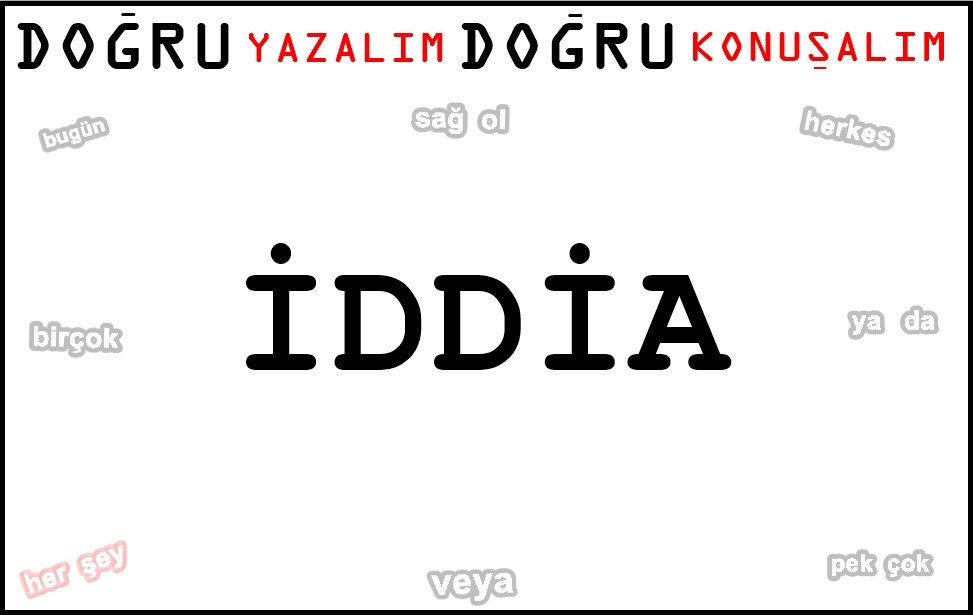 DOĞRU YAZALIM DOĞRU KONUŞALIM
bugün
sağ ol
herkes
İDDİA
birçok
ya da
her şey
veya
pek çok